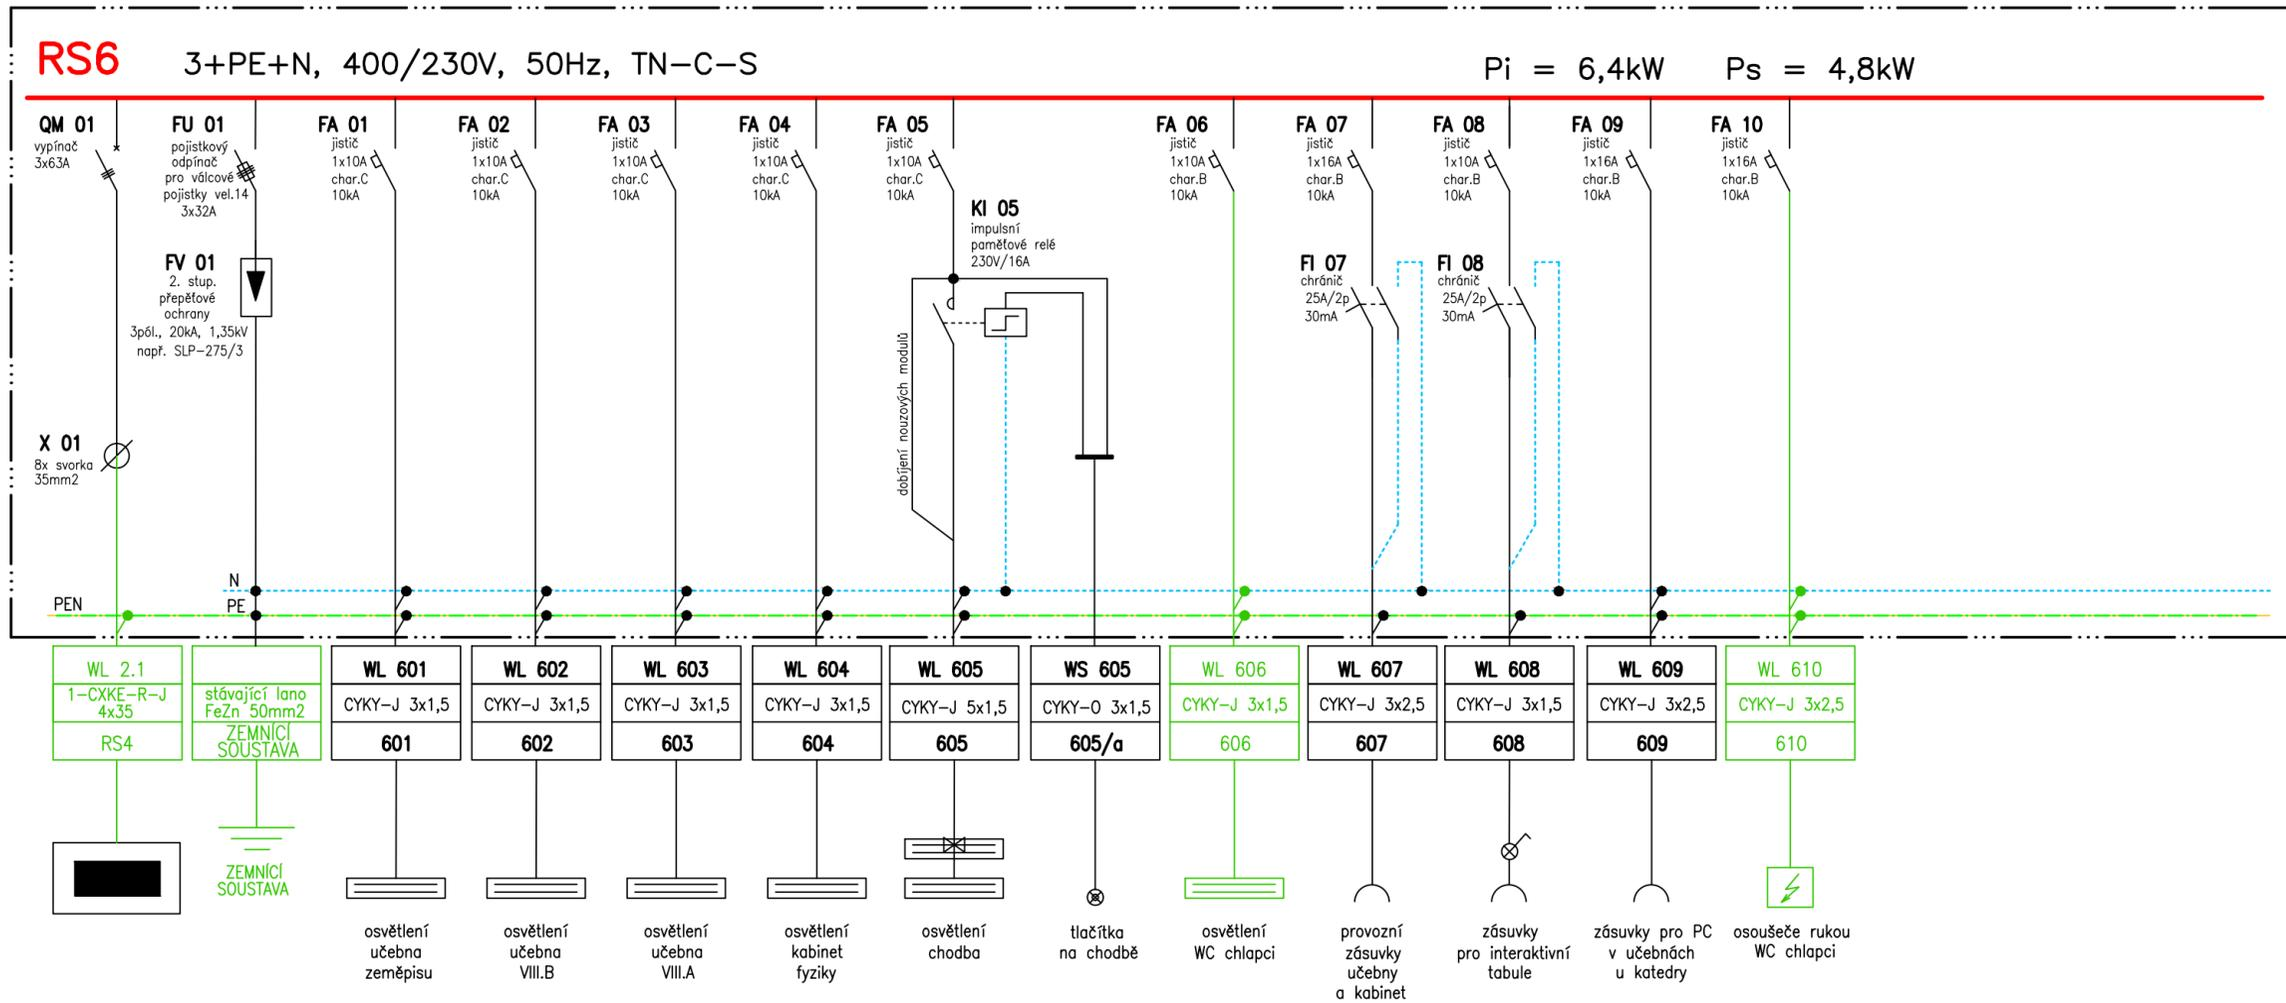 RS6 3+PE+N, 400/230V, 50Hz, TN-C-S Pi = 6,4kW Ps = 4,8kW
QM 01
vypínač
3x63A
FU 01
pojistkový
odpínač
pro válcové
pojistky vel.14
3x32A
FA 01
jistič
1x10A
char.C
10kA
FA 02
jistič
1x10A
char.C
10kA
FA 03
jistič
1x10A
char.C
10kA
FA 04
jistič
1x10A
char.C
10kA
FA 05
jistič
1x10A
char.C
10kA
FA 06
jistič
1x10A
char.B
10kA
FA 07
jistič
1x16A
char.B
10kA
FA 08
jistič
1x10A
char.B
10kA
FA 09
jistič
1x16A
char.B
10kA
FA 10
jistič
1x16A
char.B
10kA
KI 05
impulsní
paměťové relé
230V/16A
FV 01
2. stup.
přepěťové
ochrany
3pól., 20kA, 1,35kV
např. SLP-275/3
FI 07
chránič
25A/2p
30mA
FI 08
chránič
25A/2p
30mA
dobíjení nouzových modulů
X 01
8x svorka
35mm2
N
PEN
PE
WL 2.1
1-CXKE-R-J
4x35
RS4
stávající lano
FeZn 50mm2
ZEMNÍCÍ
SOUSTAVA
WL 601
CYKY-J 3x1,5
601
WL 602
CYKY-J 3x1,5
602
WL 603
CYKY-J 3x1,5
603
WL 604
CYKY-J 3x1,5
604
WL 605
CYKY-J 5x1,5
605
WS 605
CYKY-O 3x1,5
605/a
WL 606
CYKY-J 3x1,5
606
WL 607
CYKY-J 3x2,5
607
WL 608
CYKY-J 3x1,5
608
WL 609
CYKY-J 3x2,5
609
WL 610
CYKY-J 3x2,5
610
ZEMNÍCÍ
SOUSTAVA
osvětlení
učebna
zeměpisu
osvětlení
učebna
VIII.B
osvětlení
učebna
VIII.A
osvětlení
kabinet
fyziky
osvětlení
chodba
tlačítka
na chodbě
osvětlení
WC chlapci
provozní
zásuvky
učebny
a kabinet
zásuvky
pro interaktivní
tabule
zásuvky pro PC
v učebnách
u katedry
osoušeče rukou
WC chlapci